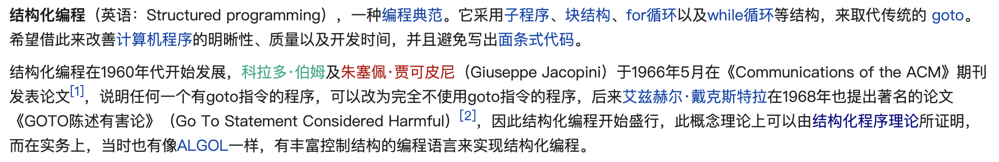 结构化编程（英语：Structured programming），一种编程典范。它采用子程序、块结构、for循环以及while循环等结构，来取代传统的 goto。
希望借此来改善计算机程序的明晰性、质量以及开发时间，并且避免写出面条式代码。
结构化编程在1960年代开始发展，科拉多·伯姆及朱塞佩·贾可皮尼（Giuseppe Jacopini）于1966年5月在《Communications of the ACM》期刊
发表论文[1]，说明任何一个有goto指令的程序，可以改为完全不使用goto指令的程序，后来艾兹赫尔·戴克斯特拉在1968年也提出著名的论文
《GOTO陈述有害论》（Go To Statement Considered Harmful）[2]，因此结构化编程开始盛行，此概念理论上可以由结构化程序理论所证明，
而在实务上，当时也有像ALGOL一样，有丰富控制结构的编程语言来实现结构化编程。